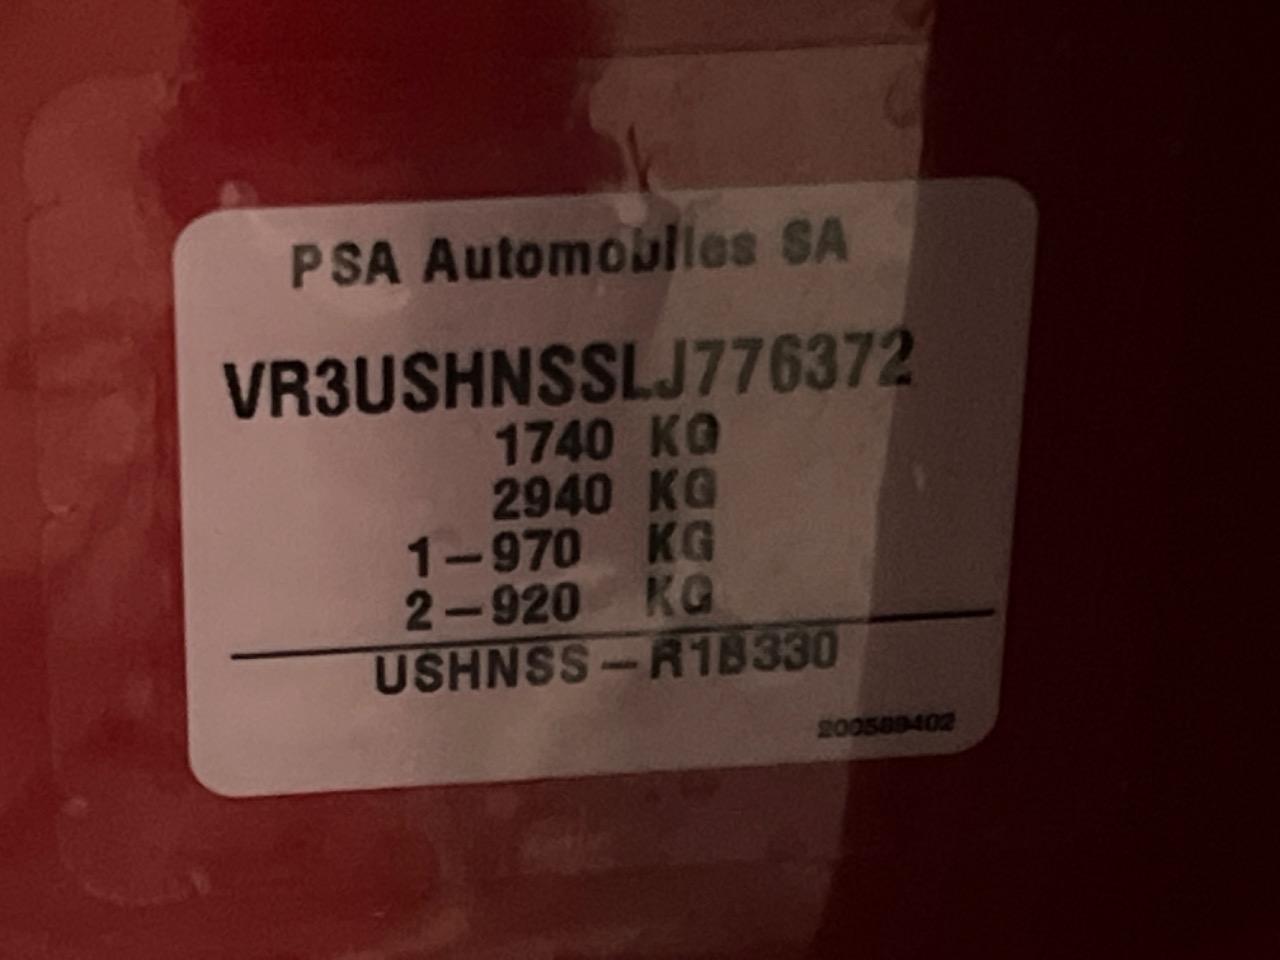 PSA Automobiles SA
VR3USHNSSLJ776372
1740 KG
2940 KG
1-970 KG
2-920 KG
USHNSS-R1B330
200589402